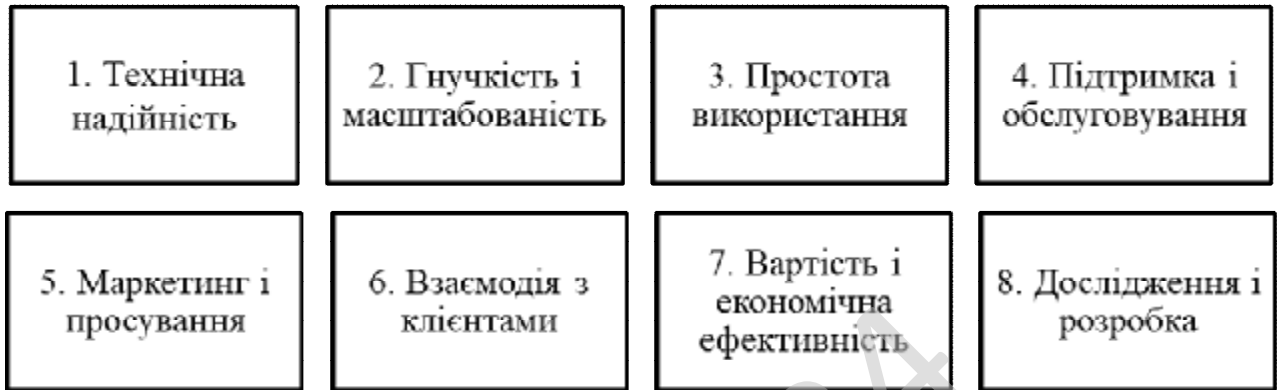 1. Технічна
надійність
2. Гнучкість і
масштабованість
3. Простота
використання
4. Підтримка і
обслуговування
5. Маркетинг і
просування
6. Взаємодія з
клієнтами
7. Вартість і
економічна
ефективність
8. Дослідження і
розробка